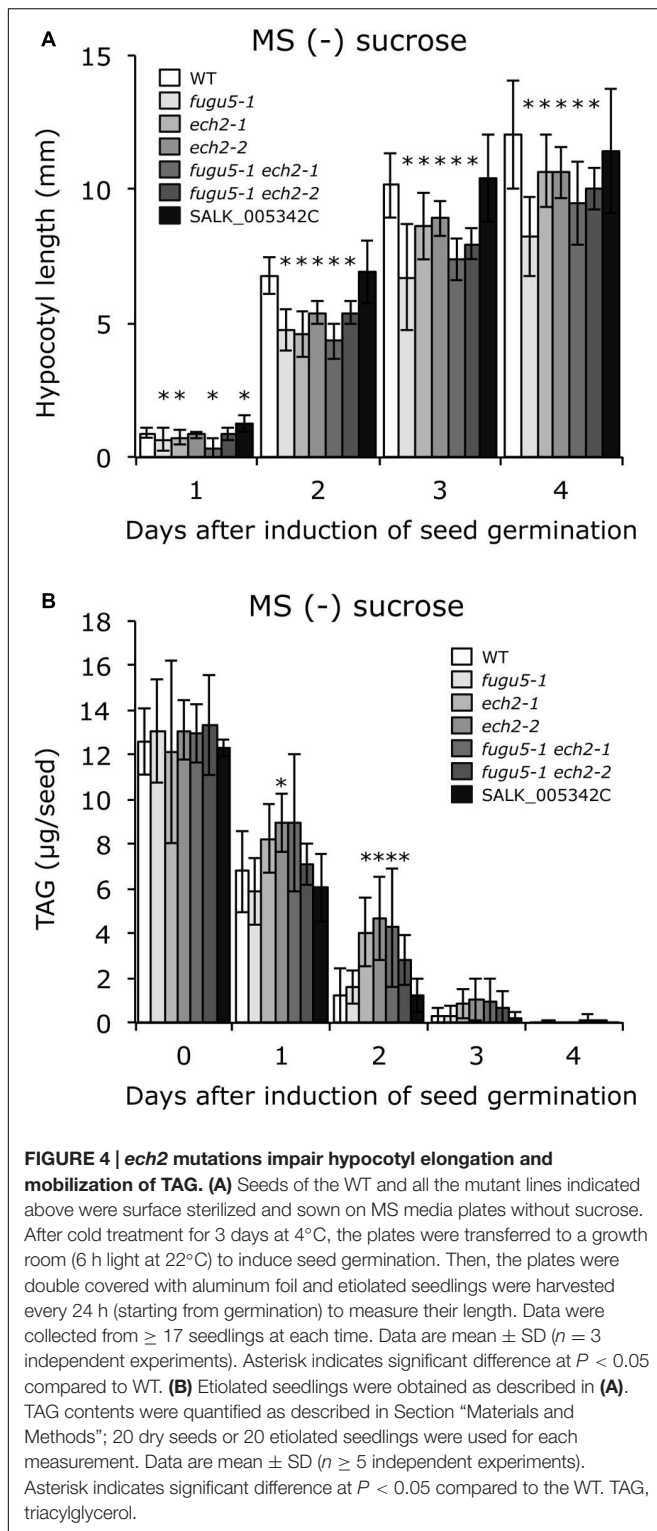 A
MS (-) sucrose
15
10
5
0
Hypocotyl length (mm)
WT
fugu5-1
ech2-1
ech2-2
fugu5-1 ech2-1
fugu5-1 ech2-2
SALK_005342C
** * *
*****
*****
*****
1 2 3 4
Days after induction of seed germination
B
MS (-) sucrose
18
16
14
12
10
8
6
4
2
0
TAG (µg/seed)
WT
fugu5-1
ech2-1
ech2-2
fugu5-1 ech2-1
fugu5-1 ech2-2
SALK_005342C
*
****
0 1 2 3 4
Days after induction of seed germination
FIGURE 4 | ech2 mutations impair hypocotyl elongation and
mobilization of TAG. (A) Seeds of the WT and all the mutant lines indicated
above were surface sterilized and sown on MS media plates without sucrose.
After cold treatment for 3 days at 4°C, the plates were transferred to a growth
room (6 h light at 22°C) to induce seed germination. Then, the plates were
double covered with aluminum foil and etiolated seedlings were harvested
every 24 h (starting from germination) to measure their length. Data were
collected from ≥ 17 seedlings at each time. Data are mean ± SD (n = 3
independent experiments). Asterisk indicates significant difference at P < 0.05
compared to WT. (B) Etiolated seedlings were obtained as described in (A).
TAG contents were quantified as described in Section “Materials and
Methods”; 20 dry seeds or 20 etiolated seedlings were used for each
measurement. Data are mean ± SD (n ≥ 5 independent experiments).
Asterisk indicates significant difference at P < 0.05 compared to the WT. TAG,
triacylglycerol.